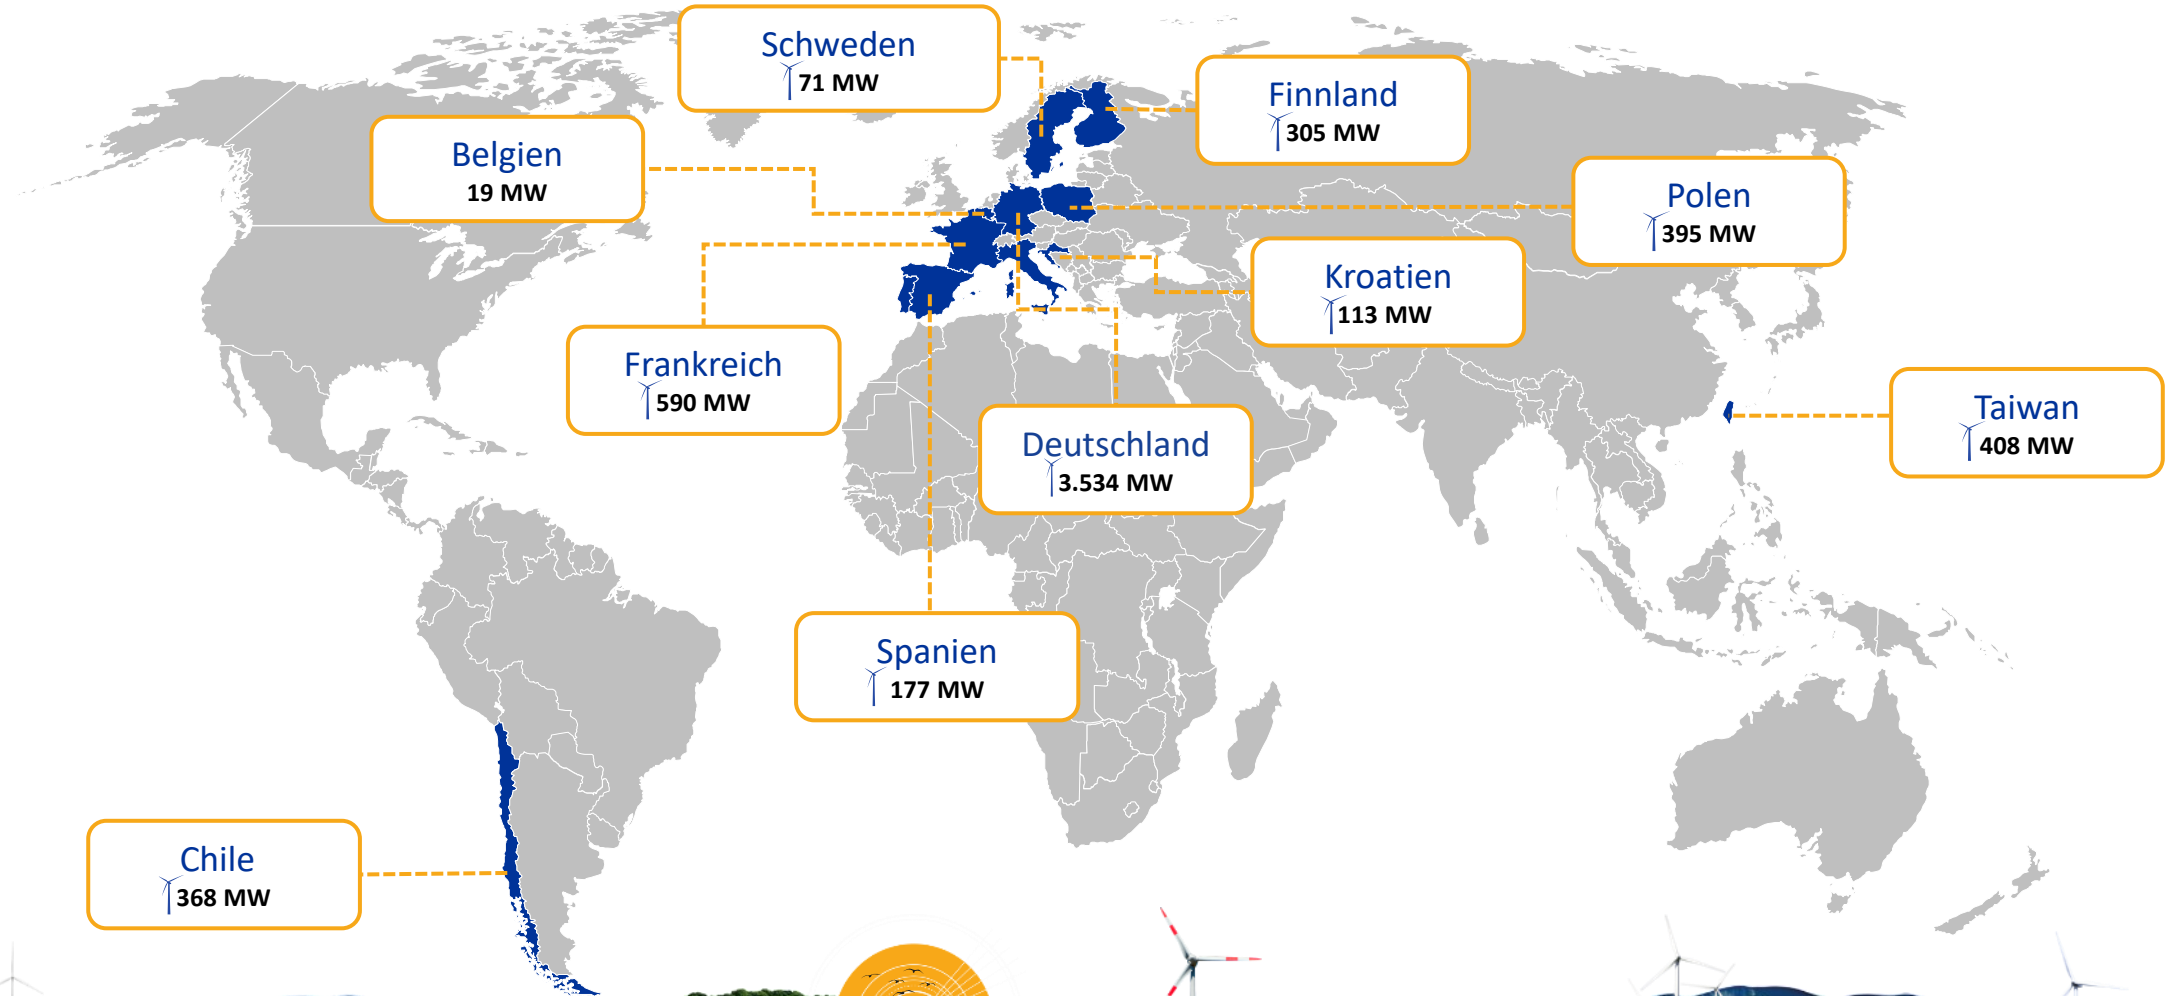 Schweden
71 MW
Finnland
305 MW
Belgien
19 MW
Polen
395 MW
Kroatien
113 MW
Frankreich
590 MW
Taiwan
408 MW
Deutschland
3.534 MW
Spanien
177 MW
Chile
368 MW